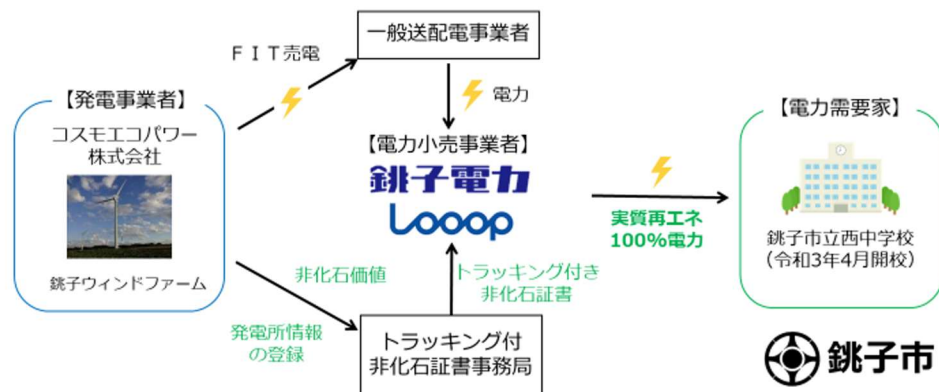 一般送配電事業者
ＦＩＴ売電
電力
【発電事業者】
コスモエコパワー
株式会社
銚子ウィンドファーム
【電力小売事業者】
銚子電力
Looop
実質再エネ
100%電力
【電力需要家】
銚子市立西中学校
（令和3年4月開校）
非化石価値
トラッキング付き
非化石証書
発電所情報
の登録
トラッキング付
非化石証書事務局
銚子市